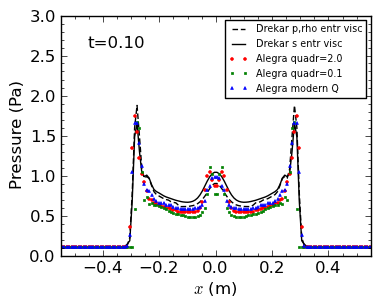 t=0.10
Drekar p,rho entr visc
Drekar s entr visc
Alegra quadr=2.0
Alegra quadr=0.1
Alegra modern Q
Pressure (Pa)
3.0
2.5
2.0
1.5
1.0
0.5
0.0
−0.4 −0.2 0.0 0.2 0.4
x (m)